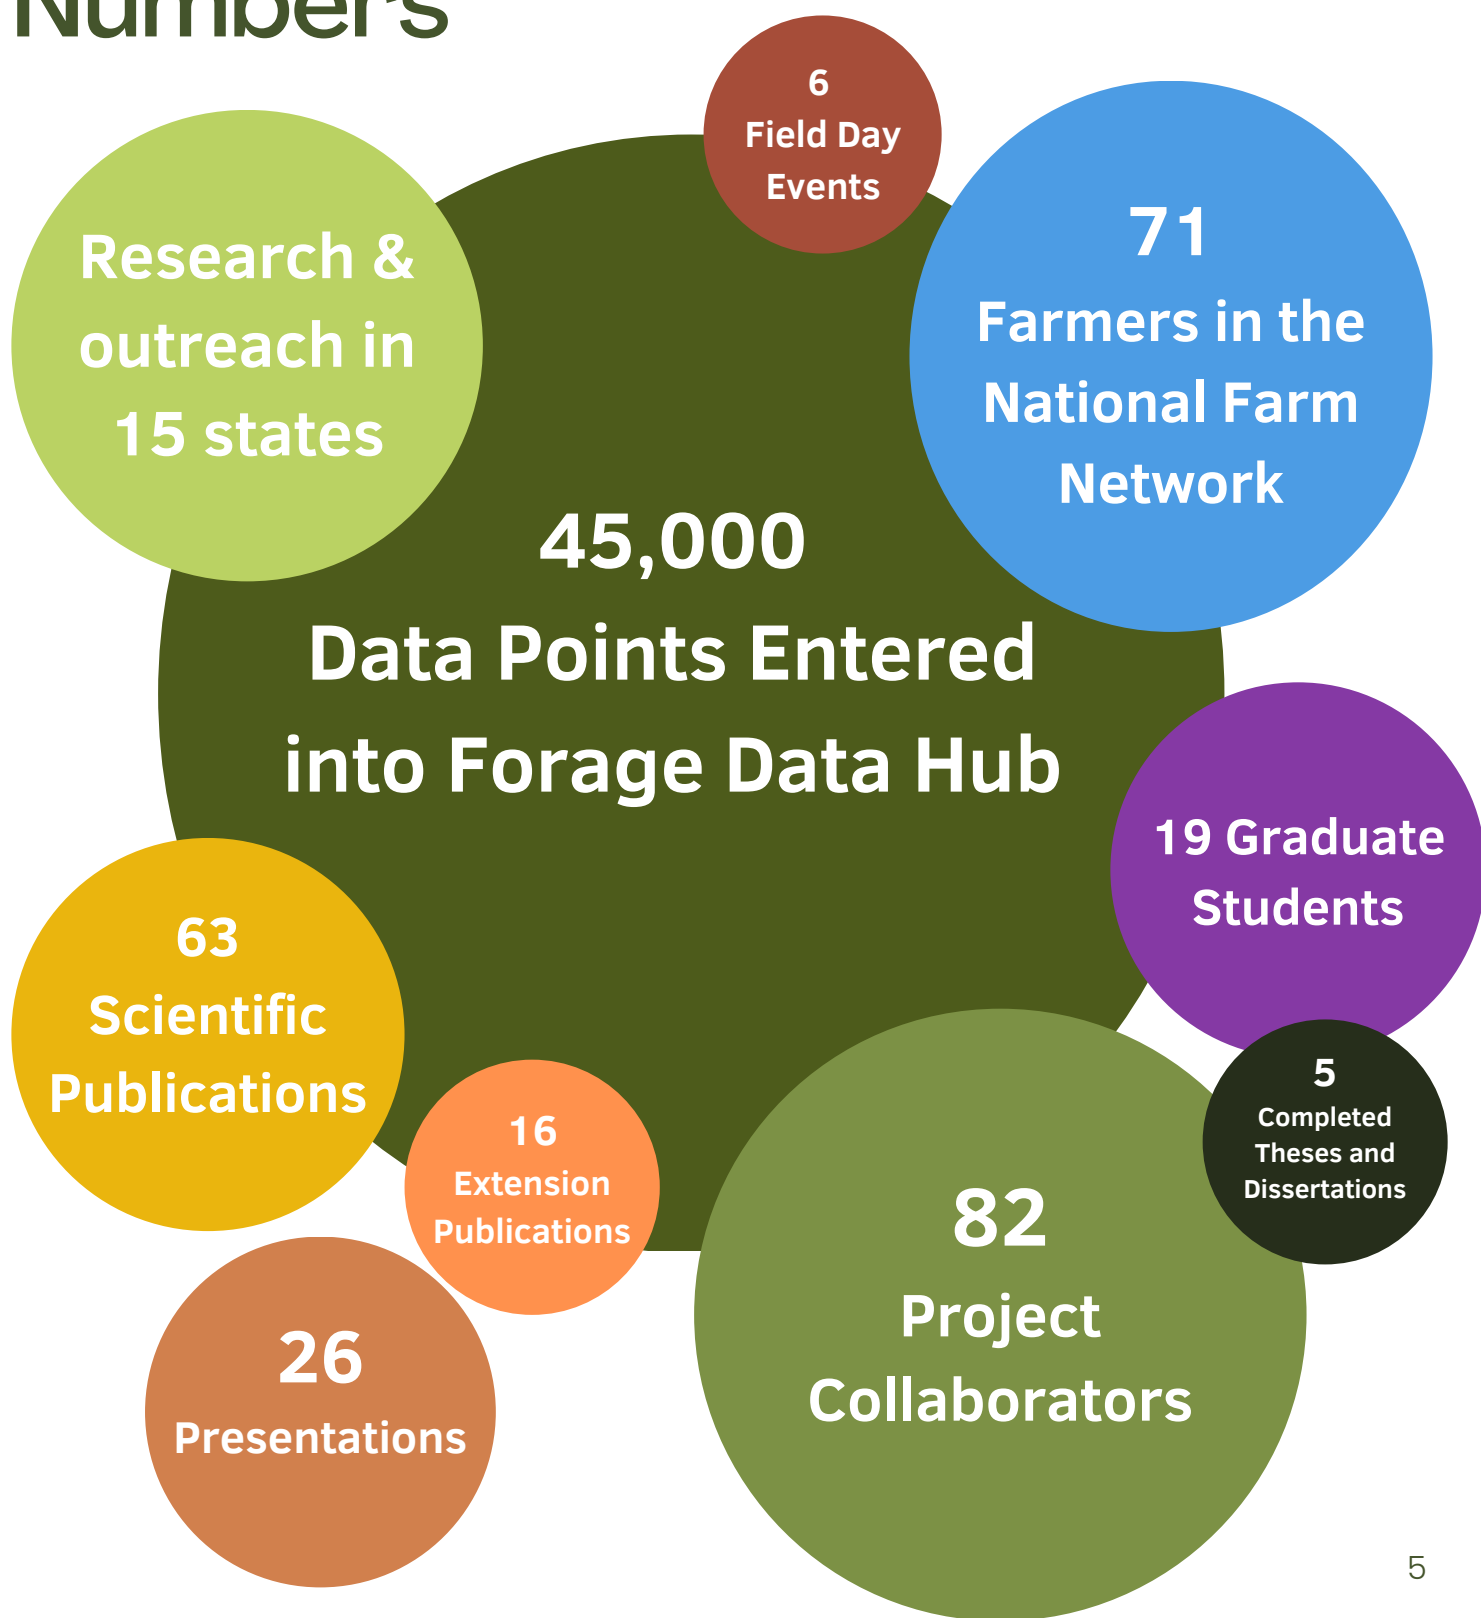 Numbers
6
Field Day
Events
Research &
outreach in
15 states
71
Farmers in the
National Farm
Network
45,000
Data Points Entered
into Forage Data Hub
19 Graduate
Students
63
Scientific
Publications
16
Extension
Publications
5
Completed
Theses and
Dissertations
82
Project
Collaborators
26
Presentations
5